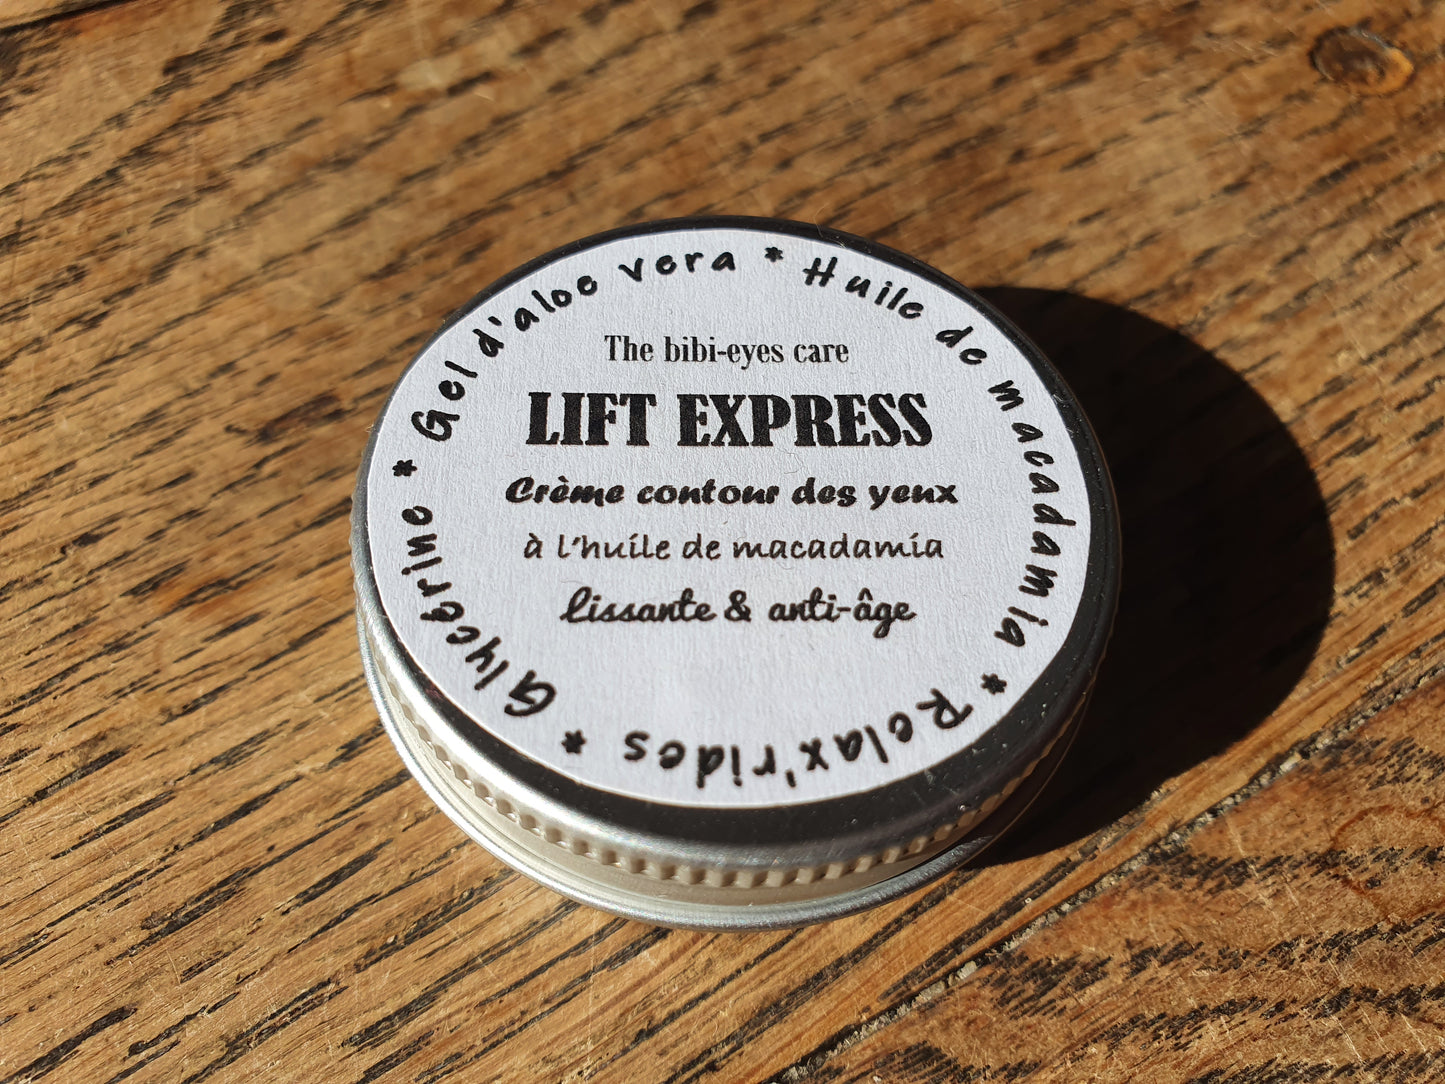 The bibi-eyes care
LIFT EXPRESS
Crème contour des yeux
à l'huile de macadamia
lissante & anti-âge
Gel d'aloe vera * Huile de macadamia * Relax'rides * Glycérine *